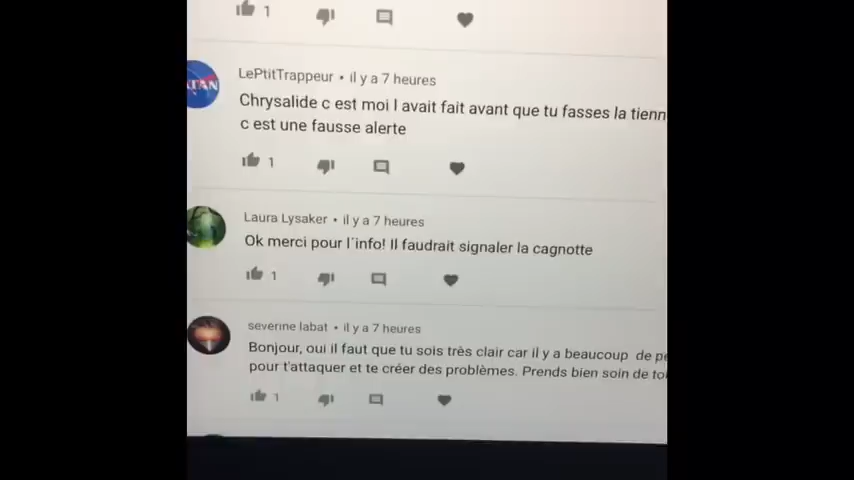 1
LePtitTrappeur • il y a 7 heures
Chrysalide c est moi l avait fait avant que tu fasses la tienn
c est une fausse alerte
1
Laura Lysaker • il y a 7 heures
Ok merci pour l´info! Il faudrait signaler la cagnotte
1
severine labat • il y a 7 heures
Bonjour, oui il faut que tu sois très clair car il y a beaucoup de pe
pour t'attaquer et te créer des problèmes. Prends bien soin de toi
1